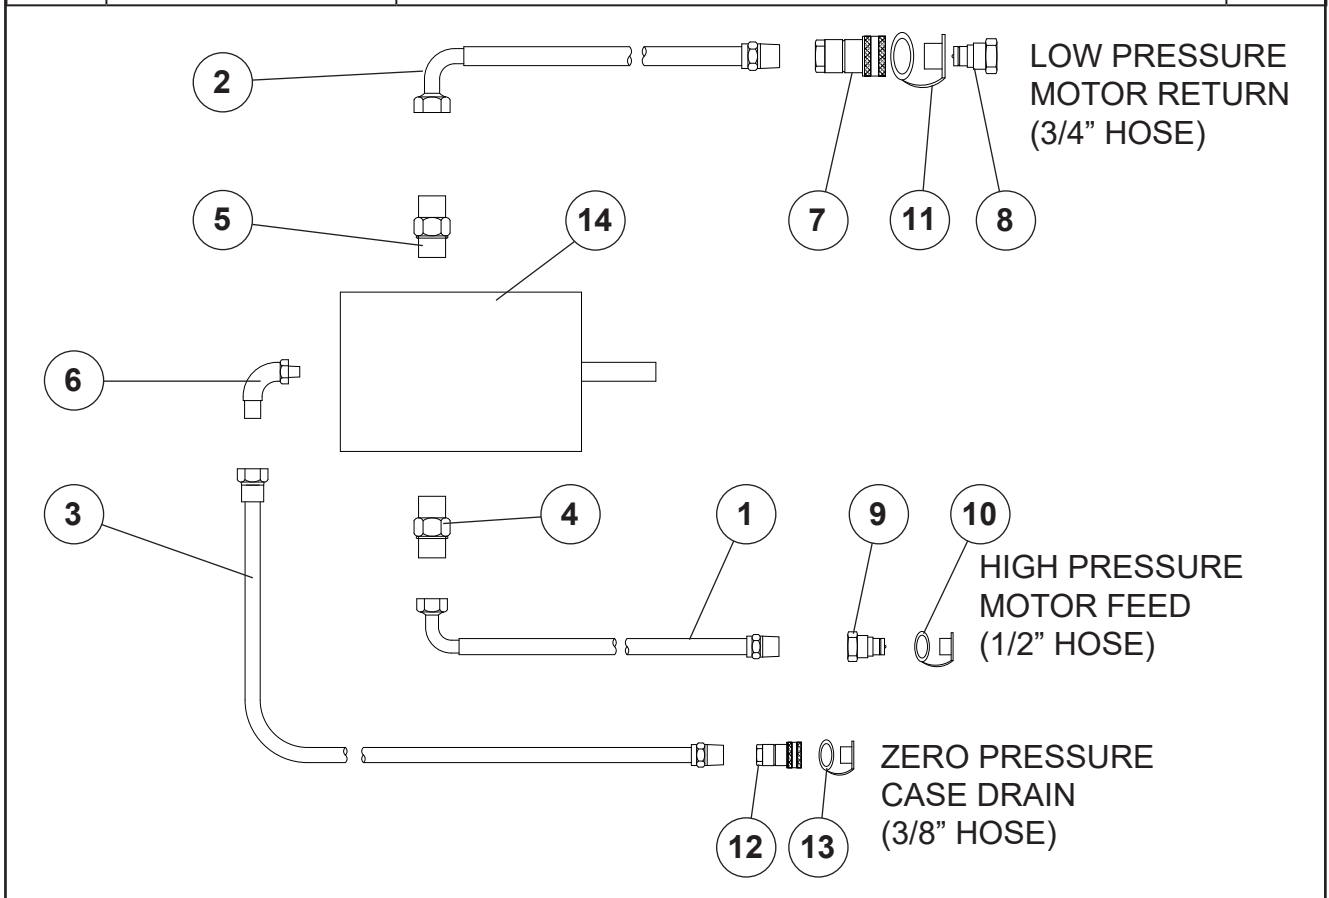 2
LOW PRESSURE
MOTOR RETURN
(3/4” HOSE)
5
14
7
11
8
6
3
4
1
9
10
HIGH PRESSURE
MOTOR FEED
(1/2” HOSE)
ZERO PRESSURE
CASE DRAIN
(3/8” HOSE)
12
13